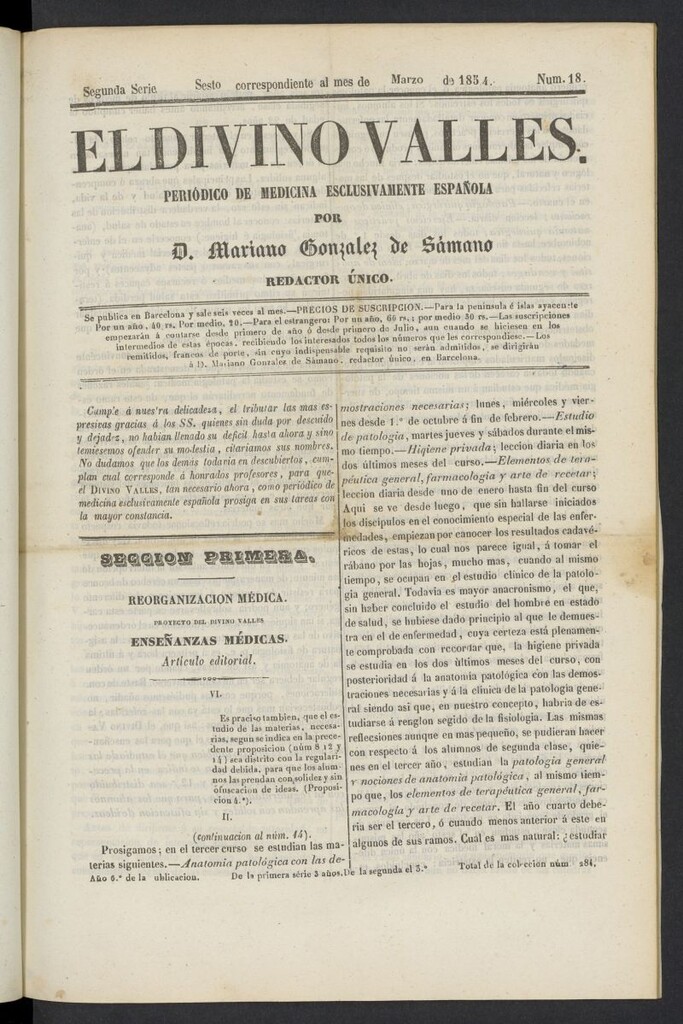 Segunda Serie Sesto correspondiente al mes de Marzo de 1854. Num. 18.
EL DIVINO VALLES.
PERIÓDICO DE MEDICINA ESCLUSIVAMENTE ESPAÑOLA
POR
D. Mariano Gonzalez de Sámano
REDACTOR ÚNICO.
Se publica en Barcelona y sale seis veces al mes.—PRECIOS DE SUSCRIPCION.—Para la peninsula é islas ayacente
Por un año, 40 rs. Por medio, 20.—Para el estrangero: Por un año, 60 rs.; por medio 30 rs.—Las suscripciones
empezarán á contarse desde primero de año ó desde primero de Julio, aun cuando se hiciesen en los
intermedios de estas épocas, recibiendo los interesados todos los números que les correspondiese.—Los
remitidos, francos de porte, sin cuyo indispensable requisito no serán admitidos, se dirigirán
á D. Mariano Gonzalez de Sámano, redactor único, en Barcelona.
Cumple á nuestra delicadeza, el tributar las mas es-
presivas gracias á los SS. quienes sin duda por descuido
y dejadez, no habian llenado su deficit hasta ahora y sino
temiesemos ofender su molestia, citariamos sus nombres.
No dudamos que los demás todavia en descubiertos, cum-
plan cual corresponde á honrados profesores, para que
el DIVINO VALLES, tan necesario ahora, como periódico de
medicina esclusivamente española prosiga en sus tareas con
la mayor constancia.
SECCION PRIMERA.
REORGANIZACION MÉDICA.
PROYECTO DEL DIVINO VALLES
ENSEÑANZAS MÉDICAS.
Artículo editorial.
VI.
Es preciso tambien, que el es-
tudio de las materias, necesa-
rias, segun se indica en la prece-
dente proposicion (núm 8 12 y
14) sea distrito con la regulari-
dad debida, para que los alum-
nos las prendan con solidez y sin
ofuscacion de ideas. (Proposi-
cion 4.ª).
II.
(continuacion al núm. 14).
Prosigamos; en el tercer curso se estudian las ma-
terias siguientes.—Anatomia patológica con las de-
mostraciones necesarias; lunes, miércoles y vier-
nes desde 1.º de octubre á fin de febrero.—Estudio
de patologia, martes jueves y sábados durante el mis-
mo tiempo.—Higiene privada; leccion diaria en los
dos últimos meses del curso.—Elementos de tera-
péutica general, farmacologia y arte de recetar;
leccion diaria desde uno de enero hasta fin del curso
Aqui se ve desde luego, que sin hallarse iniciados
los discipulos en el conocimiento especial de las enfer-
medades, empiezan por canocer los resultados cadavé-
ricos de estas, lo cual nos parece igual, á tomar el
rábano por las hojas, mucho mas, cuando al mismo
tiempo, se ocupan en el estudio clínico de la patolo-
gia general. Todavia es mayor anacronismo, el que,
sin haber concluido el estudio del hombre en estado
de salud, se hubiese dado principio al que le demues-
tra en el de enfermedad, cuya certeza está plenamen-
te comprobada con recordar que, la higiene privada
se estudia en los dos últimos meses del curso, con
posterioridad á la anatomia patológica con las demos-
traciones necesarias y á la clinica de la patologia gene-
ral siendo asi que, en nuestro concepto, habria de es-
tudiarse á renglon segido de la fisiologia. Las mismas
reflecsiones aunque en mas pequeño, se pudieran hacer
con respecto á los alumnos de segunda clase, quie-
nes en el tercer año, estudian la patologia general
y nociones de anatomia patológica, al mismo tiem-
po que, los elementos de terapéutica general, far-
macologia y arte de recetar. El año cuarto debe-
ria ser el tercero, ó cuando menos anterior á este en
algunos de sus ramos. Cual es mas natural: ¿estudiar
Año 6.º de la ublicacion. De la primera série 3 años. De la segunda el 3.º Total de la coleccion núm 284.